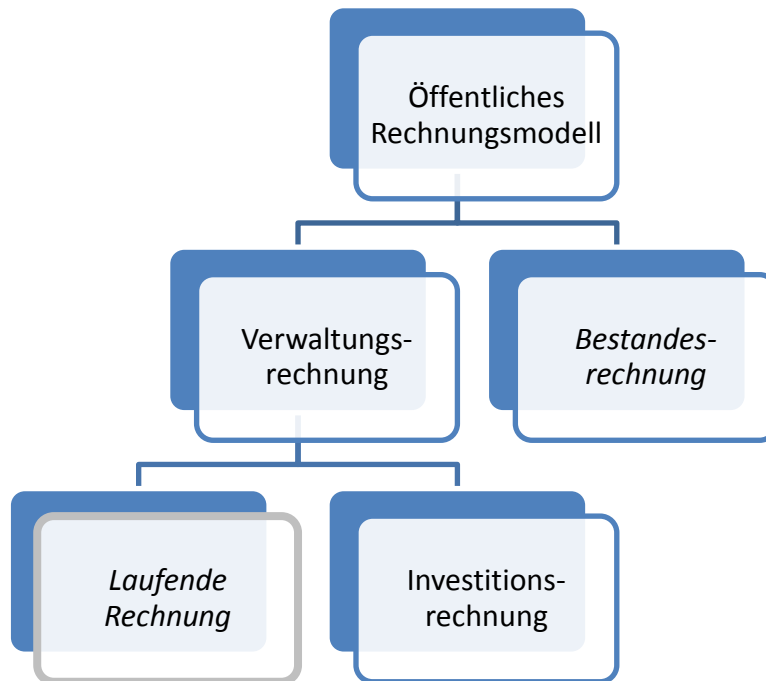 Öffentliches
Rechnungsmodell
Verwaltungs-
rechnung
Bestandes-
rechnung
Laufende
Rechnung
Investitions-
rechnung